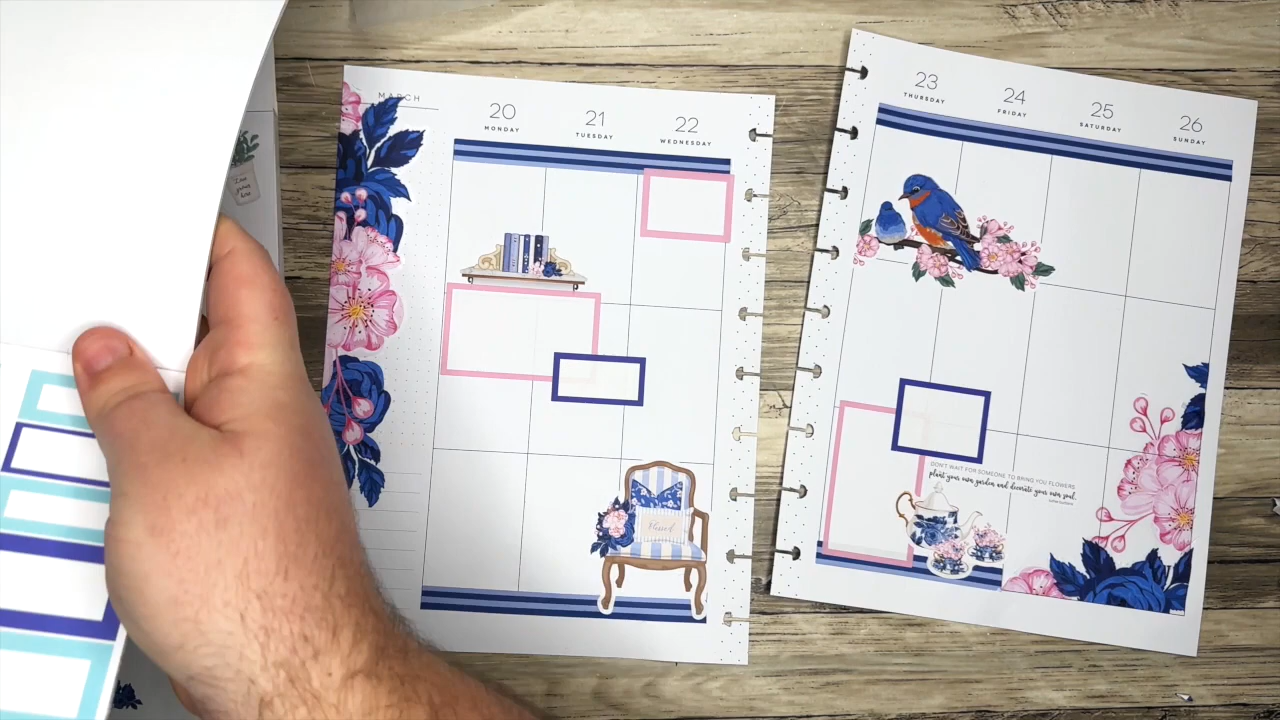 MARCH
20
MONDAY
21
TUESDAY
22
WEDNESDAY
23
THURSDAY
24
FRIDAY
25
SATURDAY
26
SUNDAY
Blessed
DON'T WAIT FOR SOMEONE TO BRING YOU FLOWERS
plant your own garden and decorate your own soul.